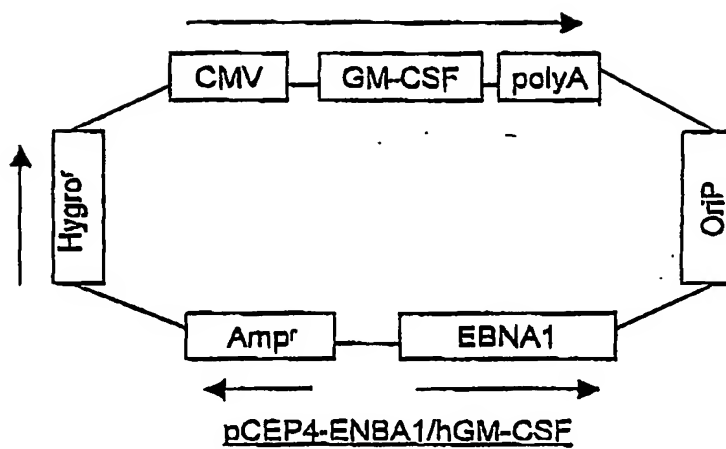 CMV GM-CSF polyA
Hygroʳ
OriP
Ampʳ EBNA1
pCEP4-ENBA1/hGM-CSF